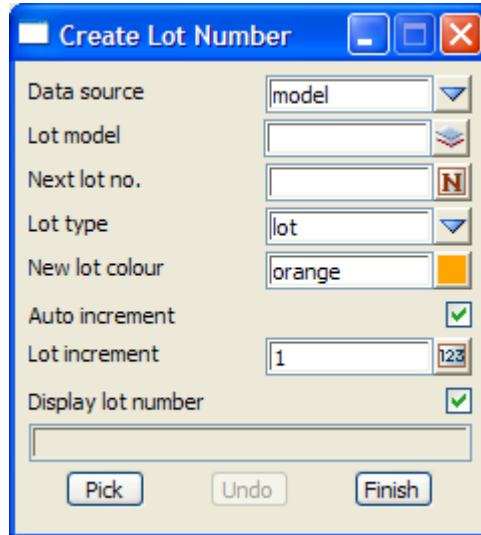 Create Lot Number
Data source model
Lot model
Next lot no. N
Lot type lot
New lot colour orange
Auto increment
Lot increment 1 123
Display lot number
Pick Undo Finish